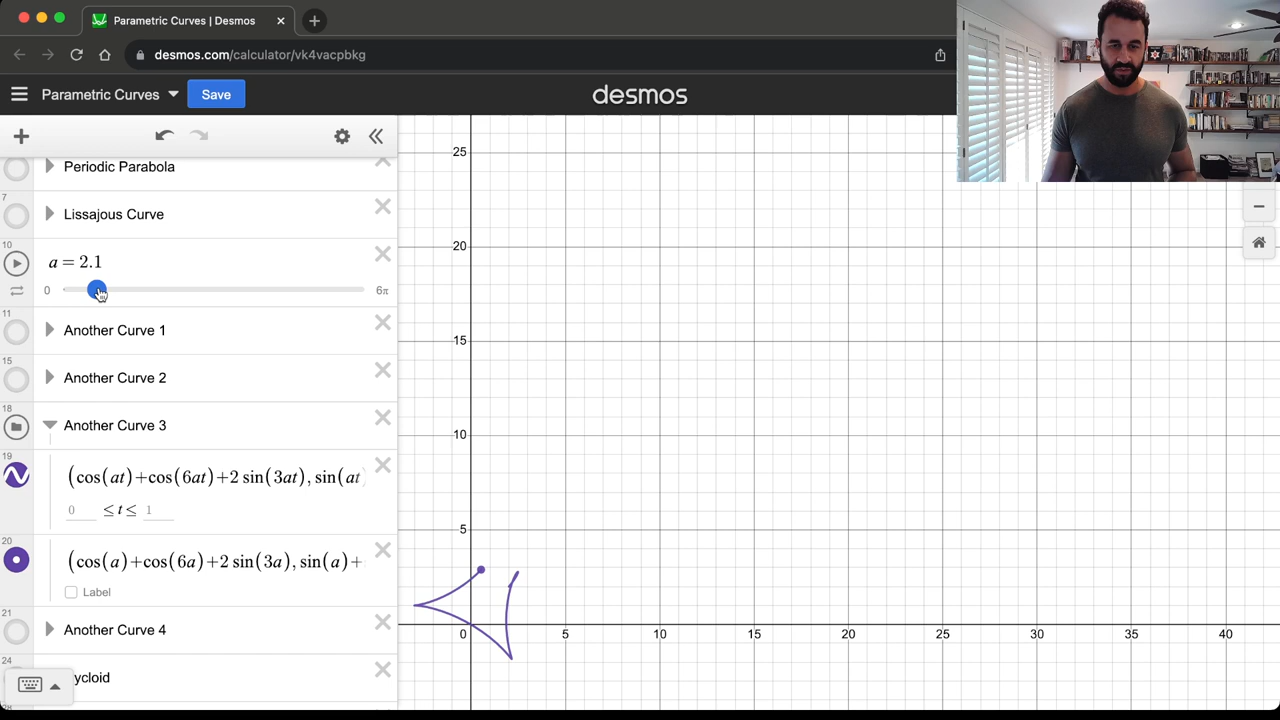 Parametric Curves | Desmos
desmos.com/calculator/vk4vacpbkg
Parametric Curves
Save
desmos
Periodic Parabola
7
Lissajous Curve
10
a = 2.1
0
6π
11
Another Curve 1
15
Another Curve 2
18
Another Curve 3
19
(cos(at)+cos(6at)+2 sin(3at), sin(at)
0 ≤ t ≤ 1
20
(cos(a)+cos(6a)+2 sin(3a), sin(a)+
Label
21
Another Curve 4
24
ycloid
25
20
15
10
5
0 5 10 15 20 25 30 35 40